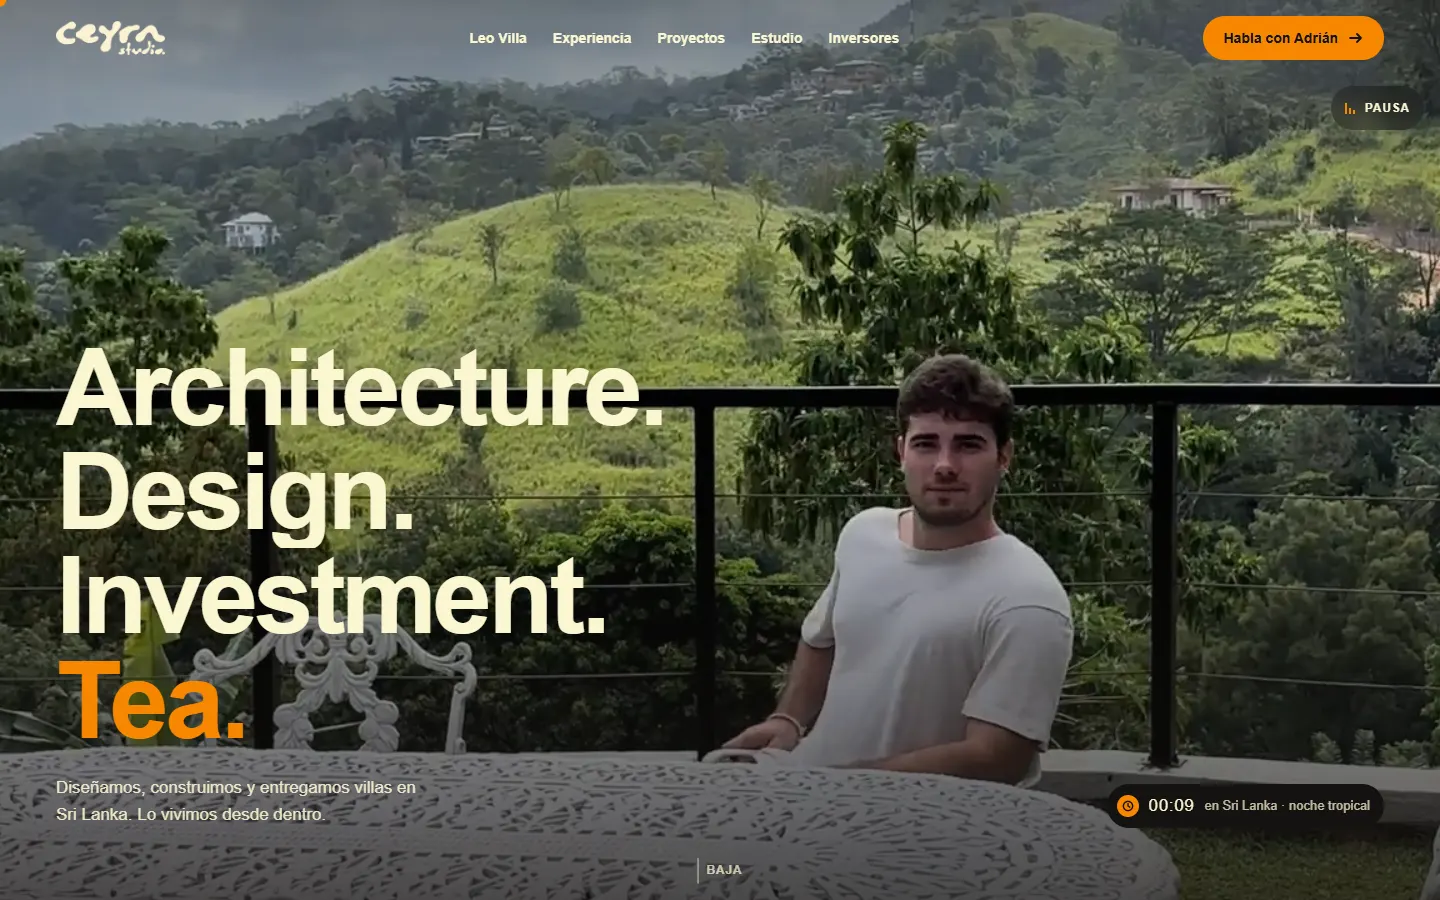 ceyra
studio.
Leo Villa
Experiencia
Proyectos
Estudio
Inversores
Habla con Adrián
PAUSA
Architecture.
Design.
Investment.
Tea.
Diseñamos, construimos y entregamos villas en
Sri Lanka. Lo vivimos desde dentro.
00:09 en Sri Lanka · noche tropical
BAJA